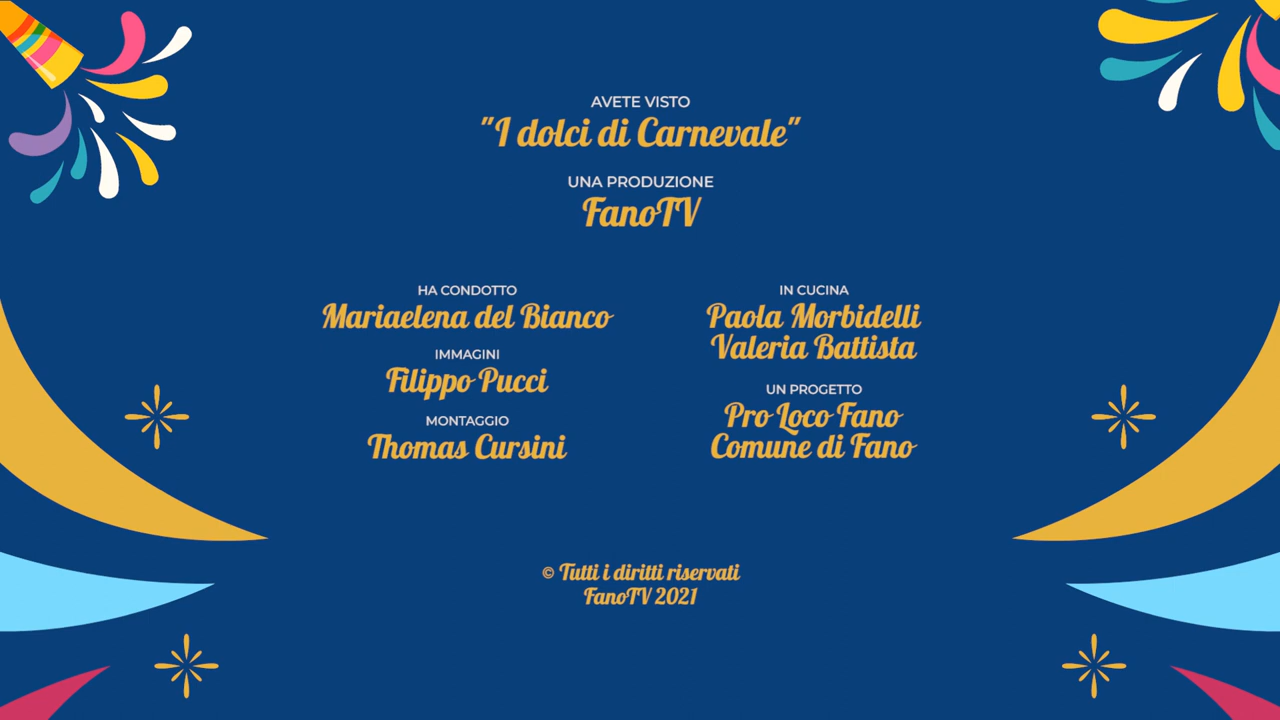 AVETE VISTO
"I dolci di Carnevale"
UNA PRODUZIONE
FanoTV
HA CONDOTTO
Mariaelena del Bianco
IMMAGINI
Filippo Pucci
MONTAGGIO
Thomas Cursini
IN CUCINA
Paola Morbidelli
Valeria Battista
UN PROGETTO
Pro Loco Fano
Comune di Fano
© Tutti i diritti riservati
FanoTV 2021